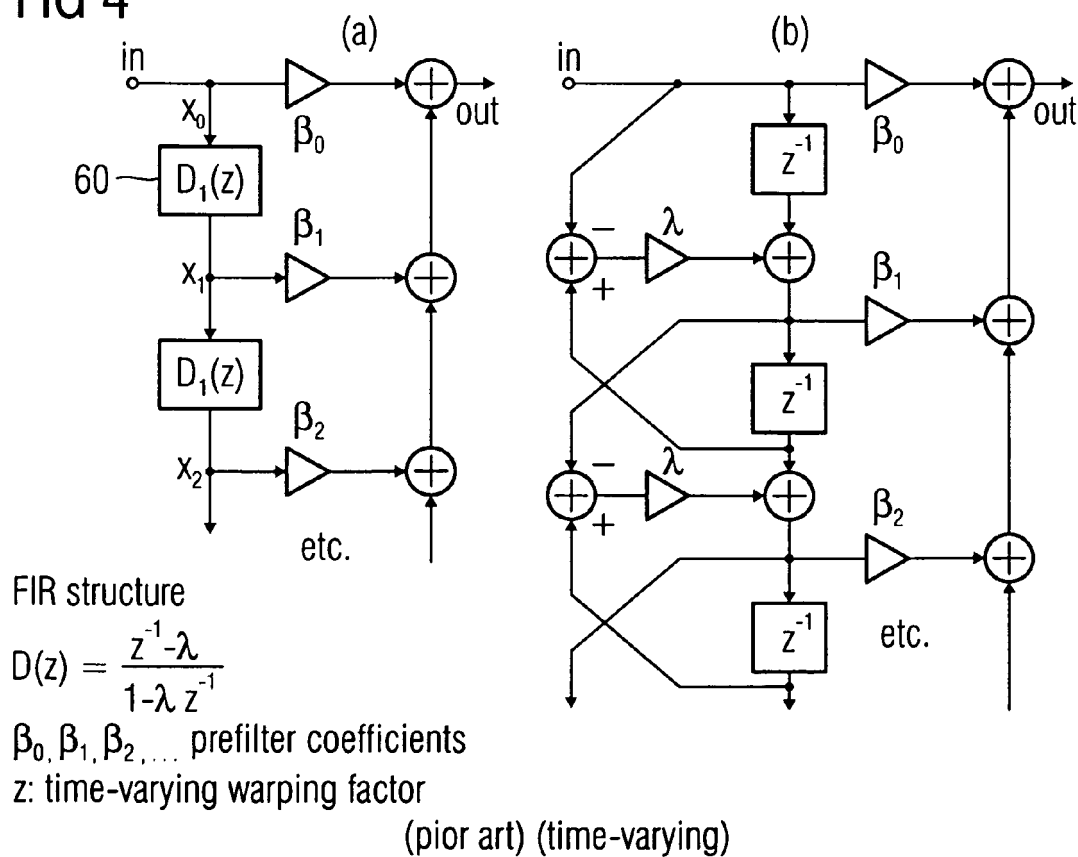 FIG 4
(a)
in
x₀
β₀
out
60
D₁(z)
x₁
β₁
D₁(z)
x₂
β₂
etc.
(b)
in
β₀
out
z⁻¹
−
λ
+
β₁
z⁻¹
−
λ
+
β₂
z⁻¹
etc.
FIR structure
D(z) = (z⁻¹-λ)/(1-λ z⁻¹)
β₀, β₁, β₂, ... prefilter coefficients
z: time-varying warping factor
(pior art) (time-varying)